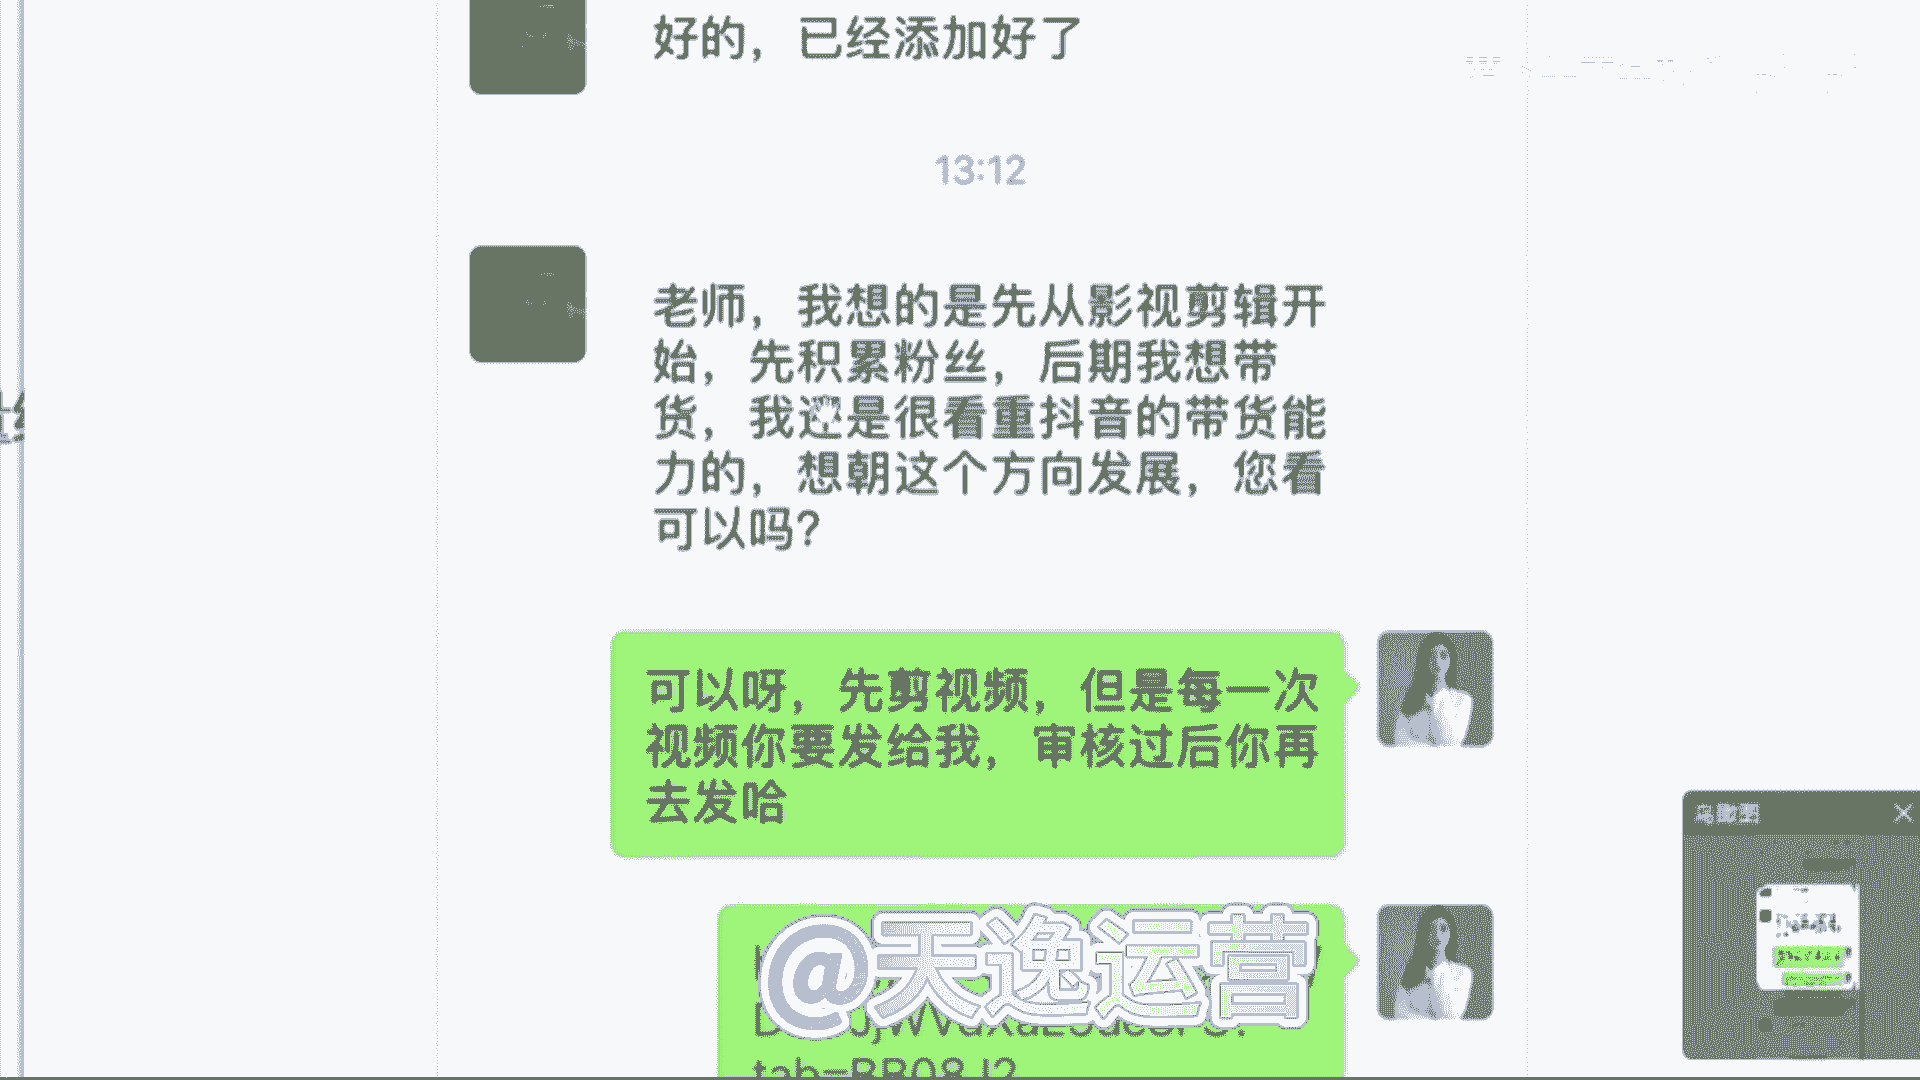 好的，已经添加好了
13:12
老师，我想的是先从影视剪辑开
始，先积累粉丝，后期我想带
货，我还是很看重抖音的带货能
力的，想朝这个方向发展，您看
可以吗？
可以呀，先剪视频，但是每一次
视频你要发给我，审核过后你再
去发哈
@天逸运营
tab=BB08J2
鸟瞰图